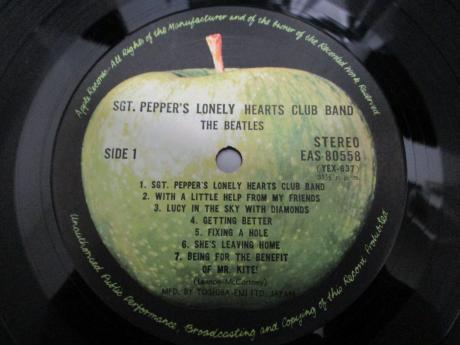 Apple Records-All Rights of the Manufacturer and of the Owner of the Recorded Work Reserved
SGT. PEPPER'S LONELY HEARTS CLUB BAND
THE BEATLES
SIDE 1
STEREO
EAS 80558
(YEX-637)
33⅓ r.p.m.
1. SGT. PEPPER'S LONELY HEARTS CLUB BAND
2. WITH A LITTLE HELP FROM MY FRIENDS
3. LUCY IN THE SKY WITH DIAMONDS
4. GETTING BETTER
5. FIXING A HOLE
6. SHE'S LEAVING HOME
7. BEING FOR THE BENEFIT
OF MR. KITE!
(Lennon-McCartney)
MFD. BY TOSHIBA-EMI LTD. JAPAN
Unauthorised Public Performance, Broadcasting and Copying of this Record Prohibited